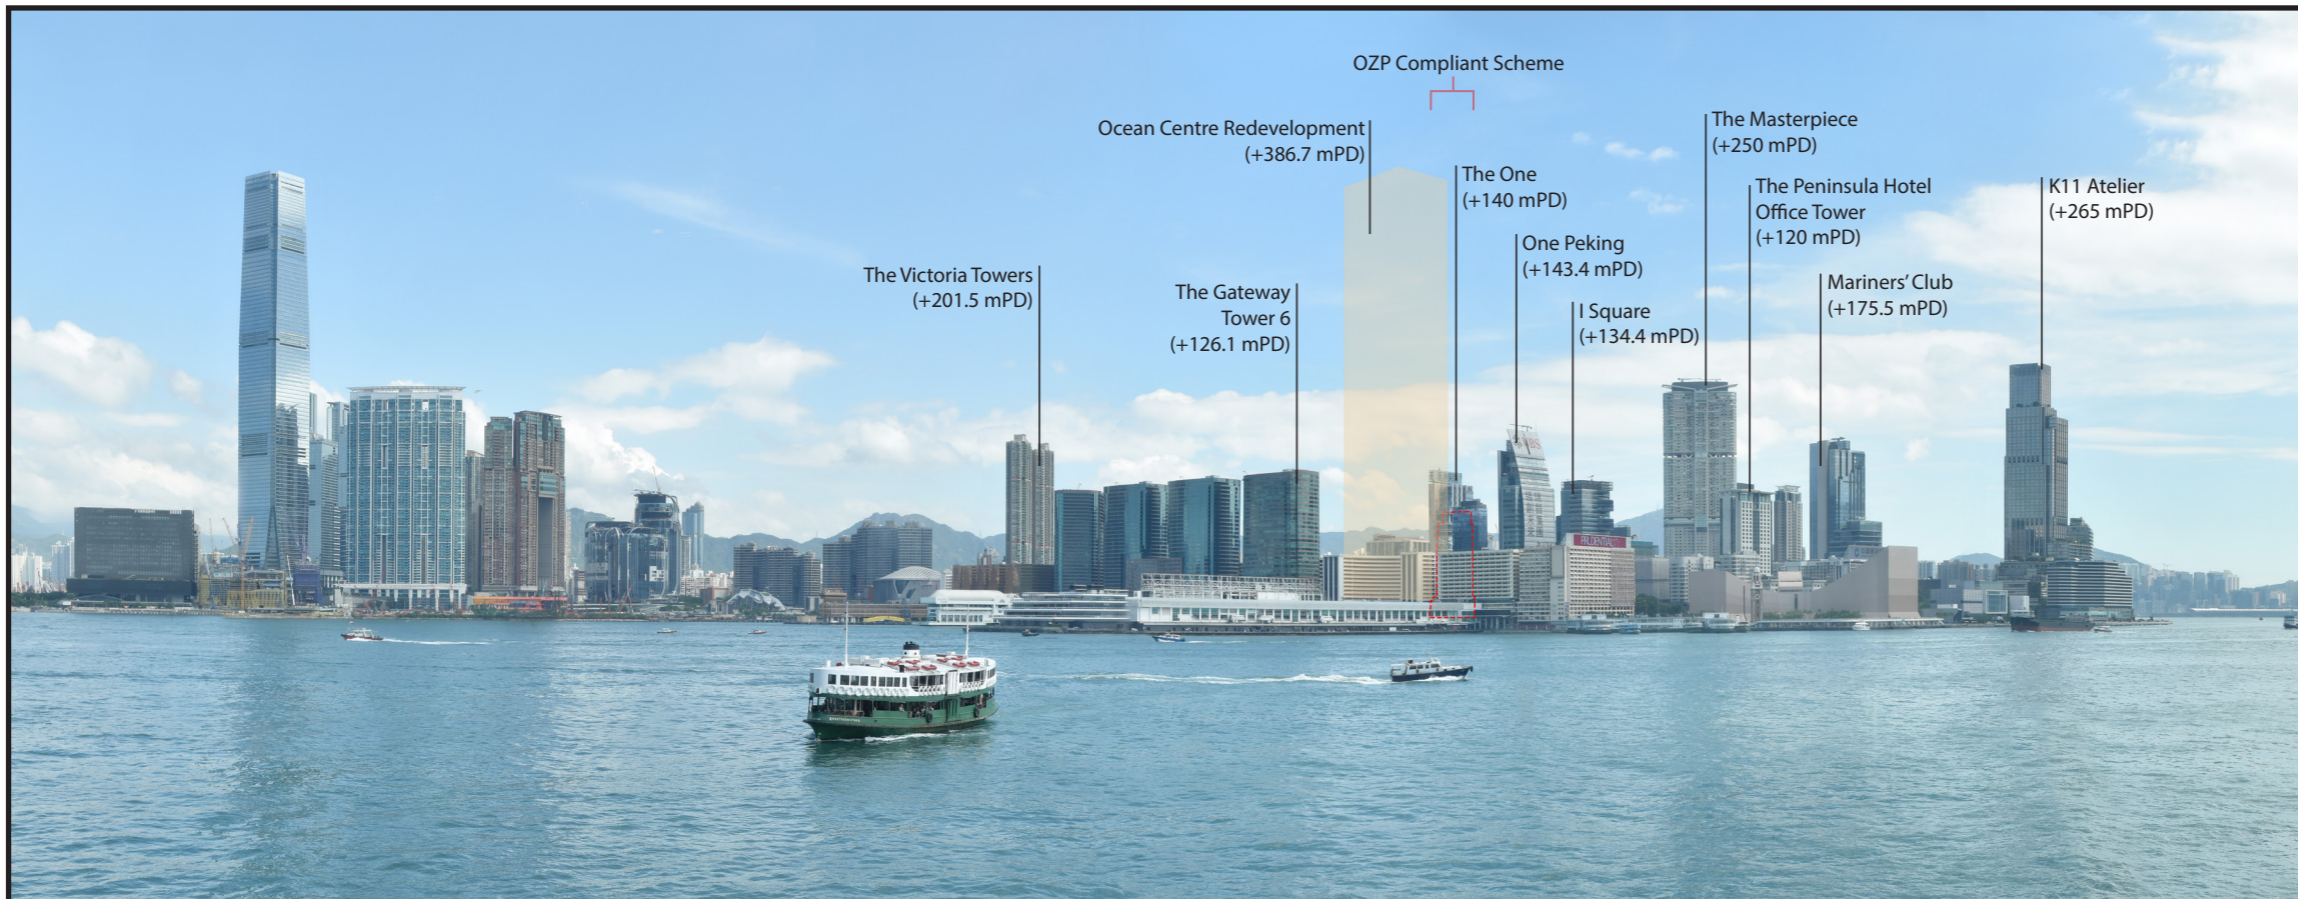 OZP Compliant Scheme
Ocean Centre Redevelopment
(+386.7 mPD)
The Masterpiece
(+250 mPD)
The One
(+140 mPD)
The Peninsula Hotel
Office Tower
(+120 mPD)
K11 Atelier
(+265 mPD)
One Peking
(+143.4 mPD)
The Victoria Towers
(+201.5 mPD)
The Gateway
Tower 6
(+126.1 mPD)
I Square
(+134.4 mPD)
Mariners’ Club
(+175.5 mPD)
PRUDENTIAL